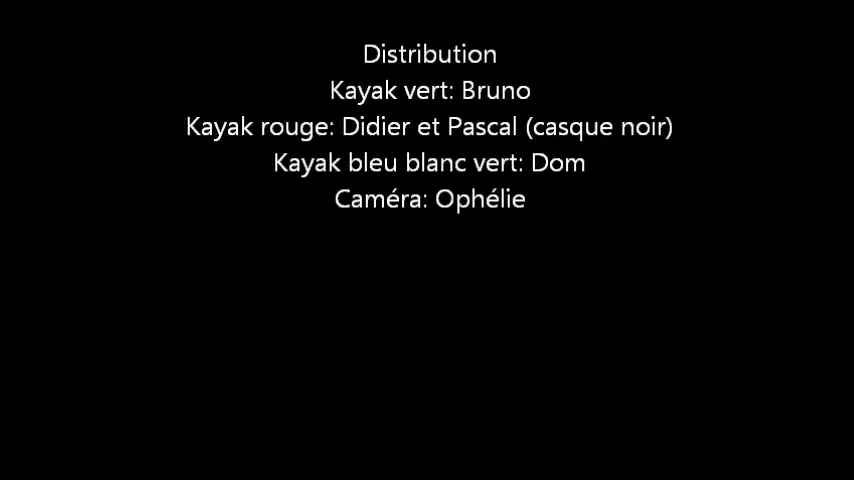 Distribution
Kayak vert: Bruno
Kayak rouge: Didier et Pascal (casque noir)
Kayak bleu blanc vert: Dom
Caméra: Ophélie